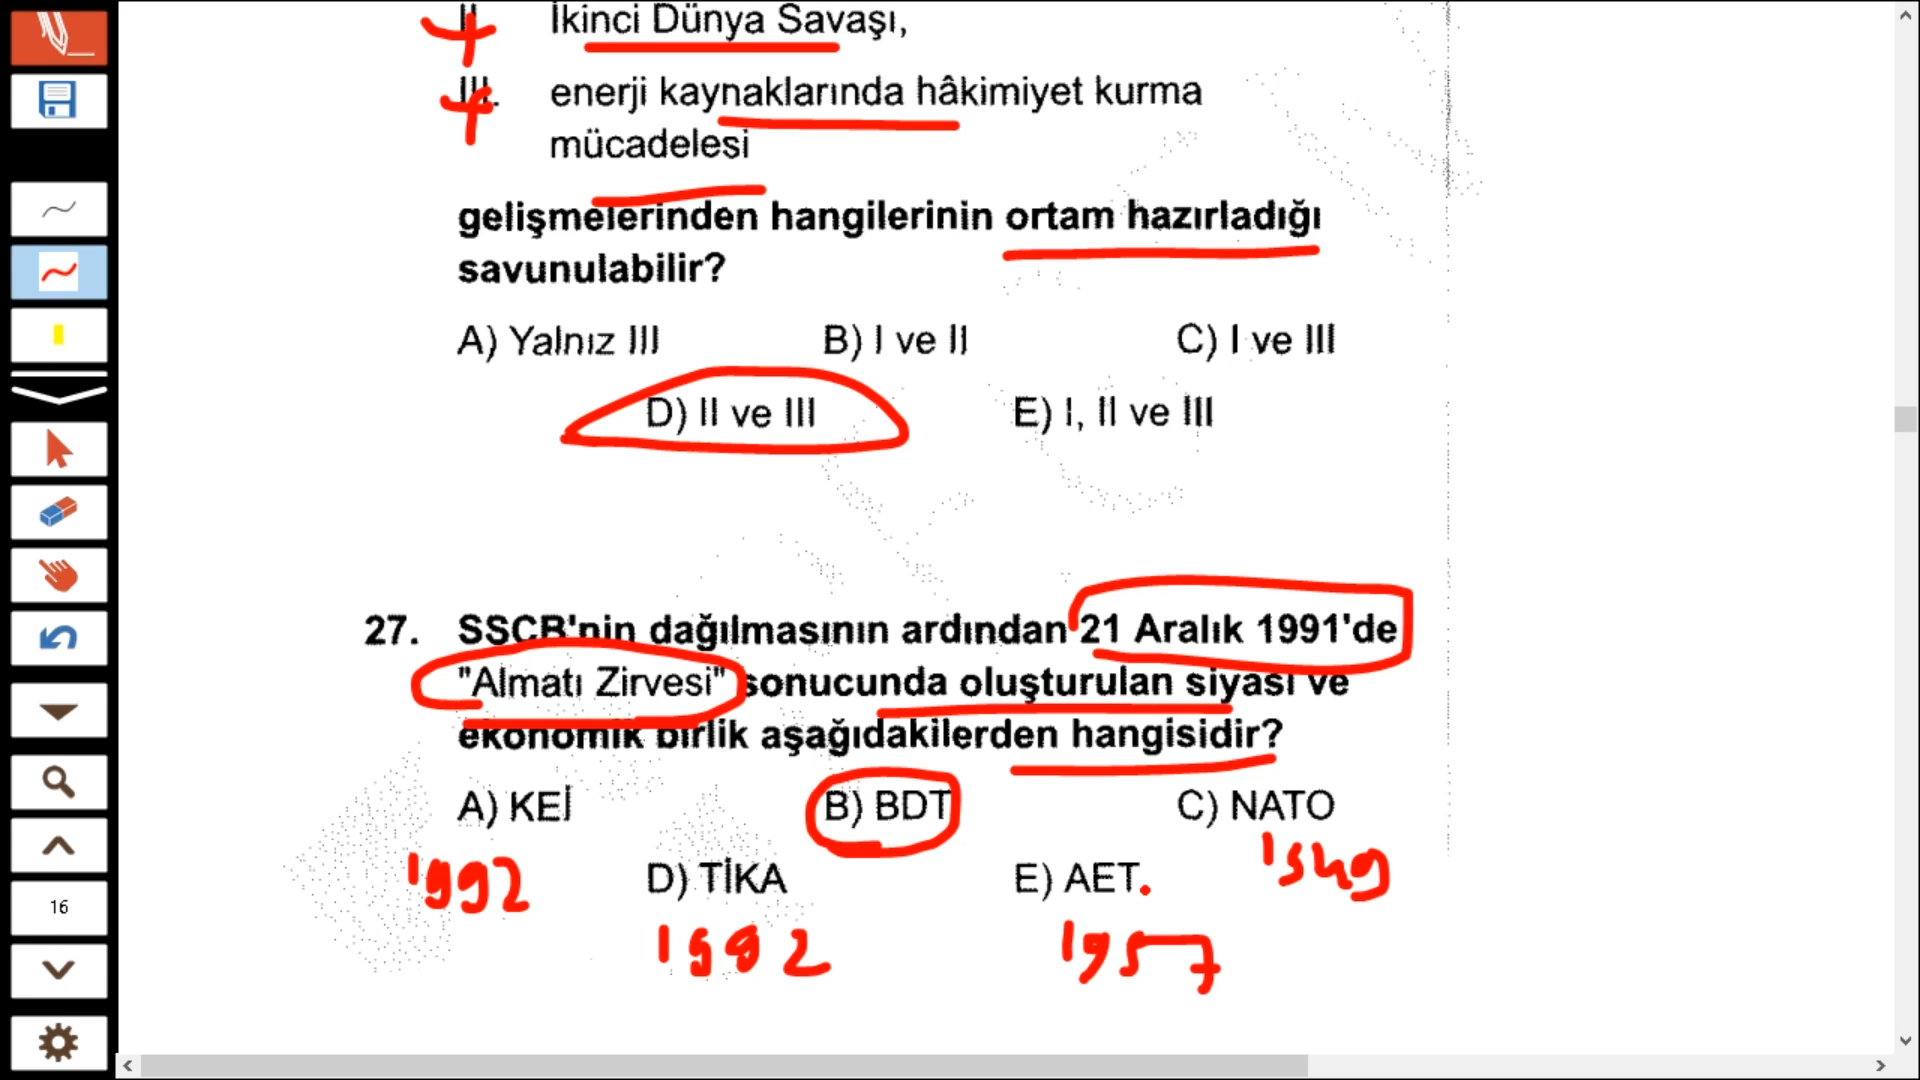 II. İkinci Dünya Savaşı,
III. enerji kaynaklarında hâkimiyet kurma
mücadelesi
gelişmelerinden hangilerinin ortam hazırladığı
savunulabilir?
A) Yalnız III B) I ve II C) I ve III
D) II ve III E) I, II ve III
27. SSCB'nin dağılmasının ardından 21 Aralık 1991'de
"Almatı Zirvesi" sonucunda oluşturulan siyasi ve
ekonomik birlik aşağıdakilerden hangisidir?
A) KEİ B) BDT C) NATO
1992 1949
D) TİKA E) AET.
1992 1957
16